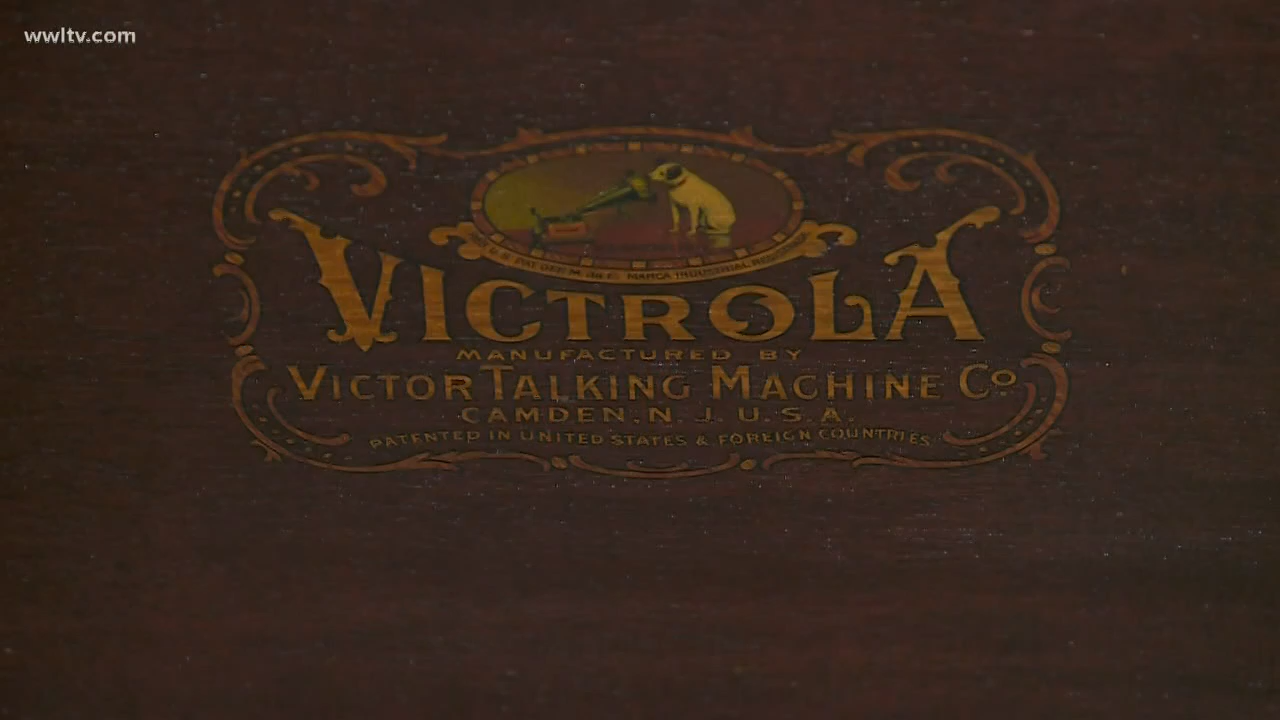 wwltv.com
VICTROLA
MANUFACTURED BY
VICTOR TALKING MACHINE Co.
CAMDEN, N. J. U. S. A.
PATENTED IN UNITED STATES & FOREIGN COUNTRIES